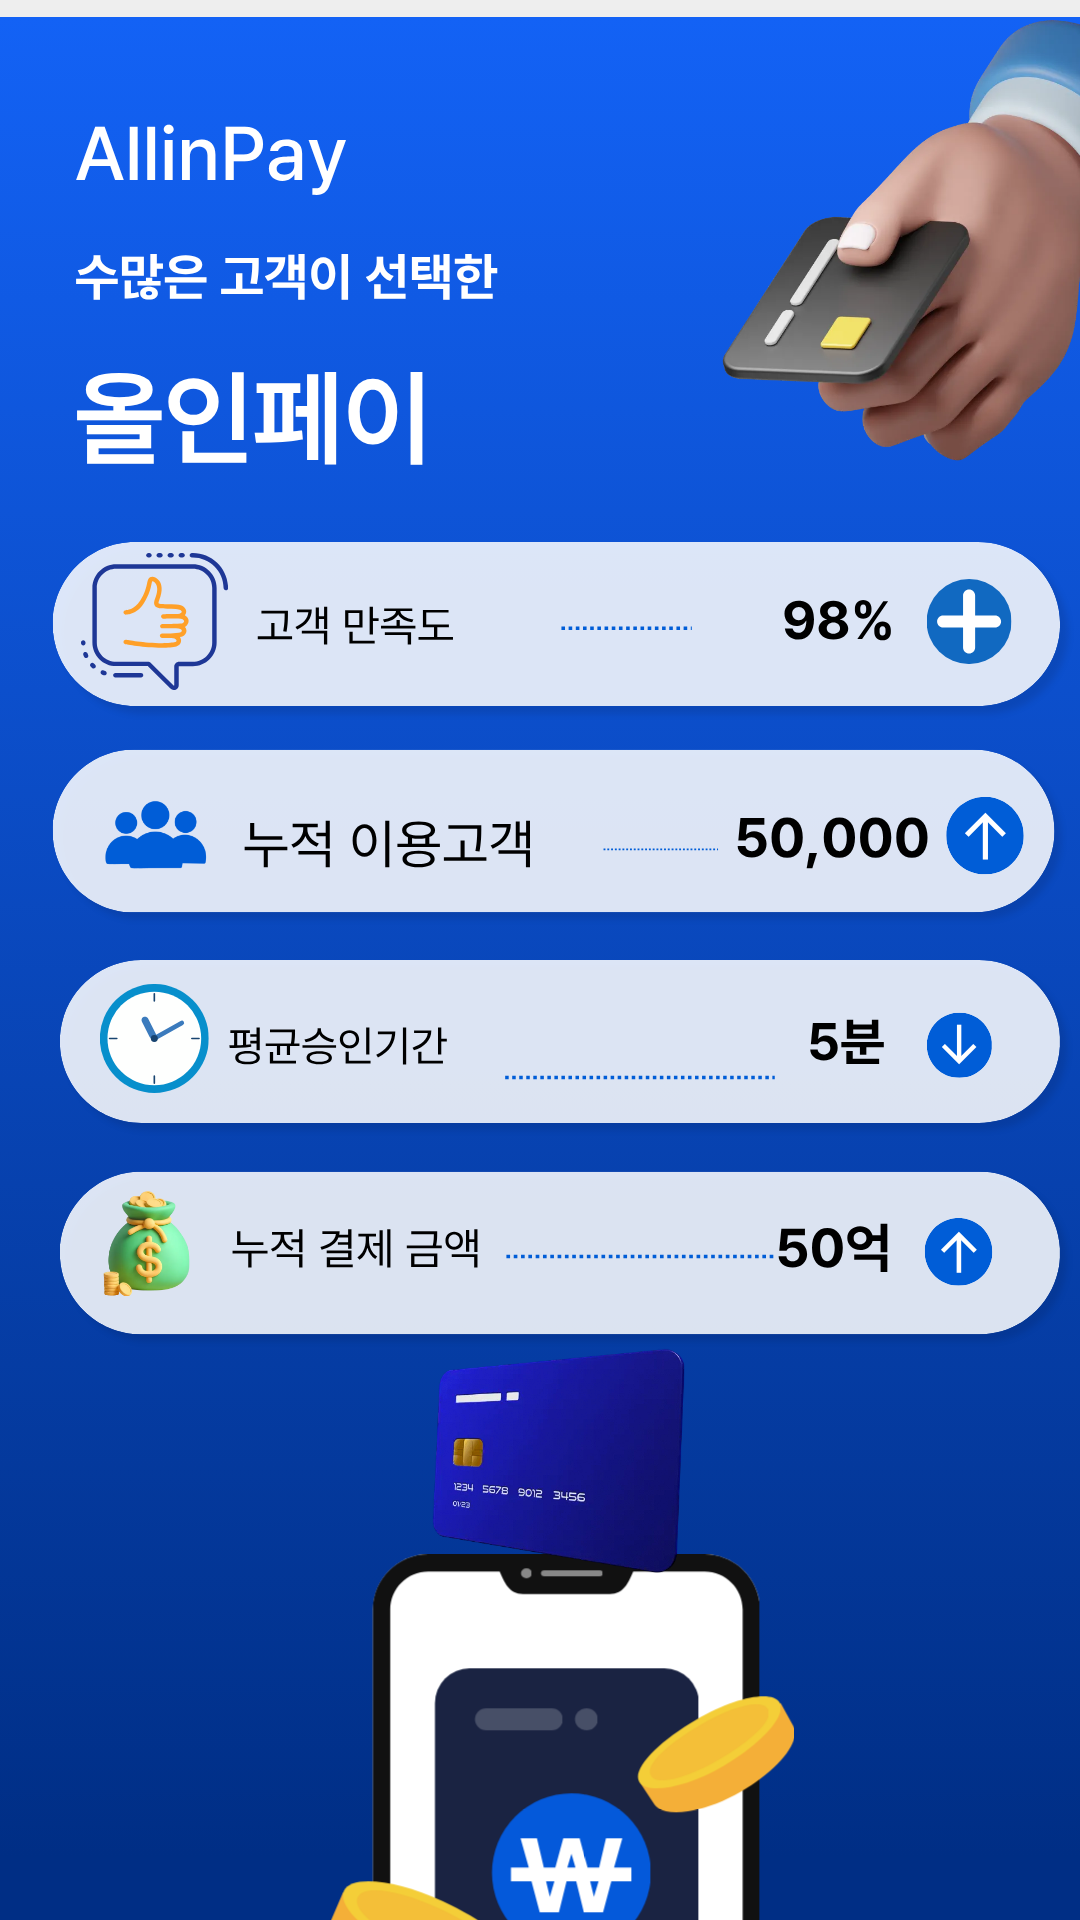 AllinPay
수많은 고객이 선택한
올인페이
고객 만족도 98%
누적 이용고객 50,000
평균승인기간 5분
누적 결제 금액 50억
1234 5678 9012 3456
01/23
₩